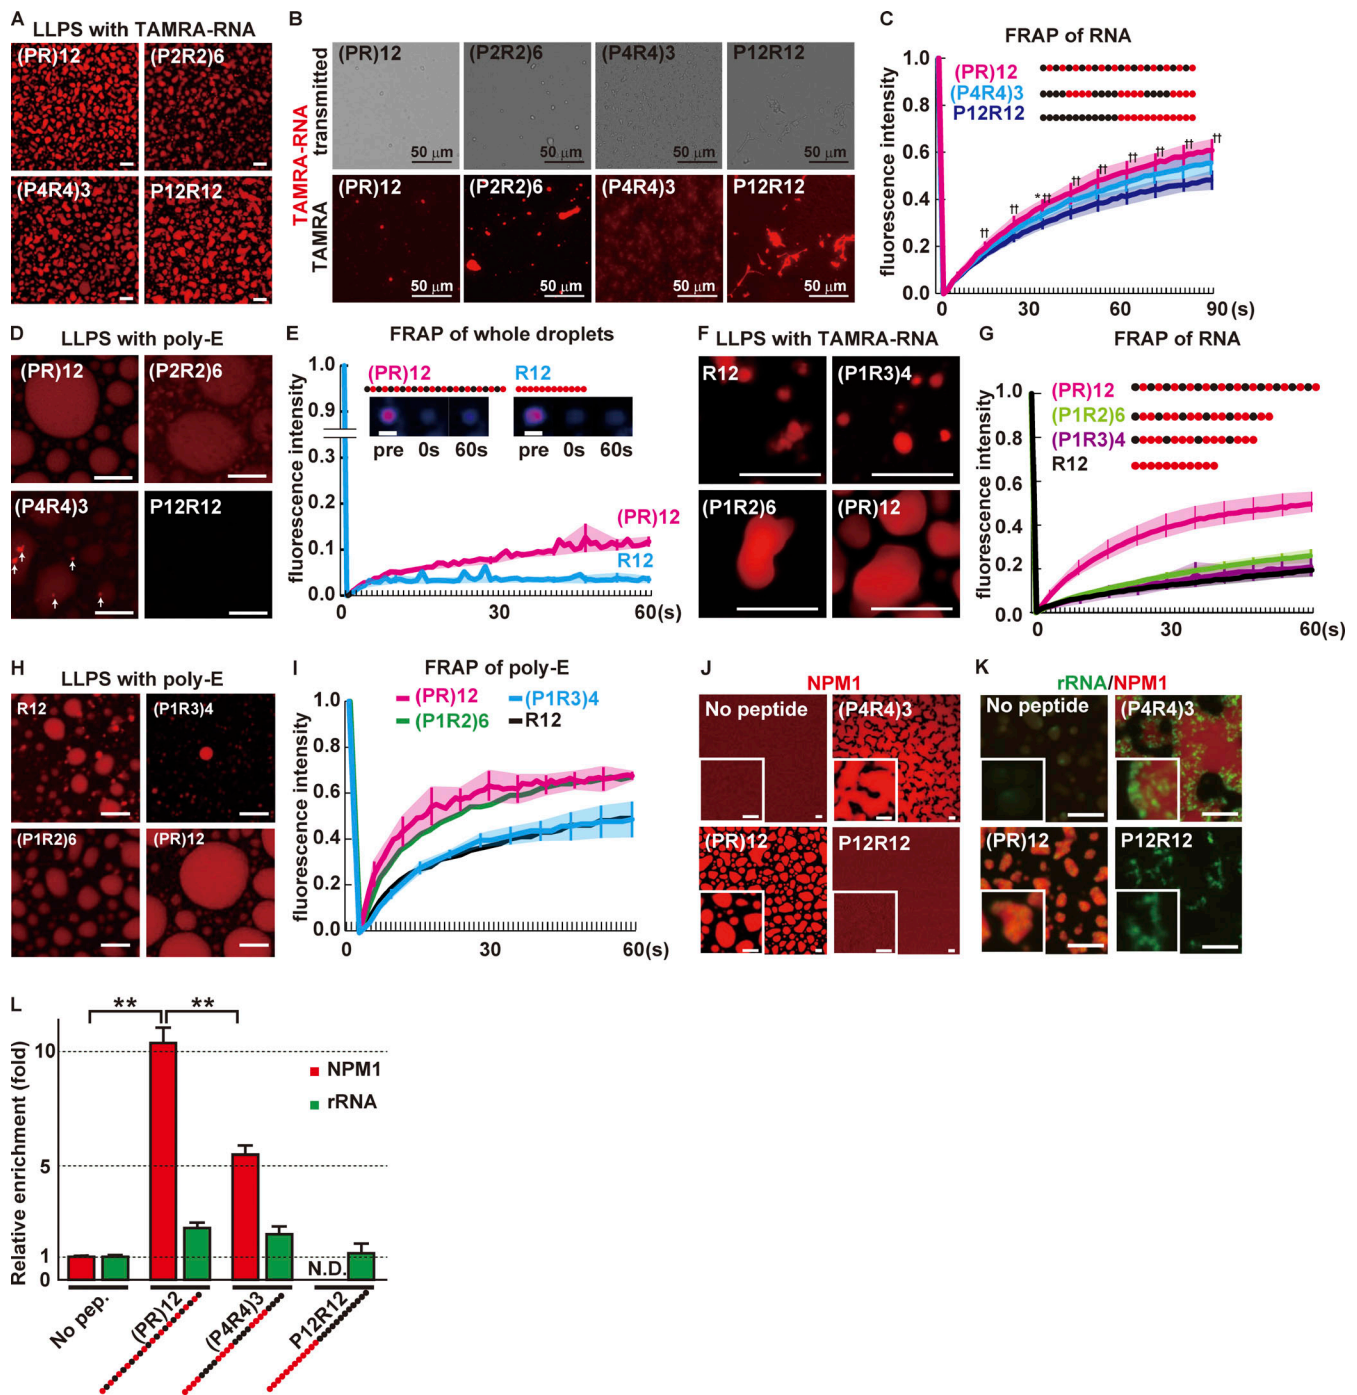 A
LLPS with TAMRA-RNA
(PR)12
(P2R2)6
(P4R4)3
P12R12
B
TAMRA-RNA
transmitted
TAMRA
(PR)12
(P2R2)6
(P4R4)3
P12R12
50 μm
50 μm
50 μm
50 μm
(PR)12
(P2R2)6
(P4R4)3
P12R12
50 μm
50 μm
50 μm
50 μm
C
FRAP of RNA
fluorescence intensity
(PR)12
(P4R4)3
P12R12
1.0
0.8
0.6
0.4
0.2
0.0
†† †† *†† †† †† †† †† †† ††
0 30 60 90 (s)
D
LLPS with poly-E
(PR)12
(P2R2)6
(P4R4)3
P12R12
E
FRAP of whole droplets
fluorescence intensity
1.0
0.9
0.3
0.2
0.1
0.0
(PR)12
R12
pre 0s 60s
pre 0s 60s
(PR)12
R12
0 30 60 (s)
F
LLPS with TAMRA-RNA
R12
(P1R3)4
(P1R2)6
(PR)12
G
FRAP of RNA
fluorescence intensity
1.0
0.8
0.6
0.4
0.2
0.0
(PR)12
(P1R2)6
(P1R3)4
R12
0 30 60 (s)
H
LLPS with poly-E
R12
(P1R3)4
(P1R2)6
(PR)12
I
FRAP of poly-E
fluorescence intensity
1.0
0.8
0.6
0.4
0.2
0.0
(PR)12
(P1R3)4
(P1R2)6
R12
0 30 60 (s)
J
NPM1
No peptide
(P4R4)3
(PR)12
P12R12
K
rRNA/NPM1
No peptide
(P4R4)3
(PR)12
P12R12
L
Relative enrichment (fold)
10
5
1
0
**
**
NPM1
rRNA
N.D.
No pep.
(PR)12
(P4R4)3
P12R12